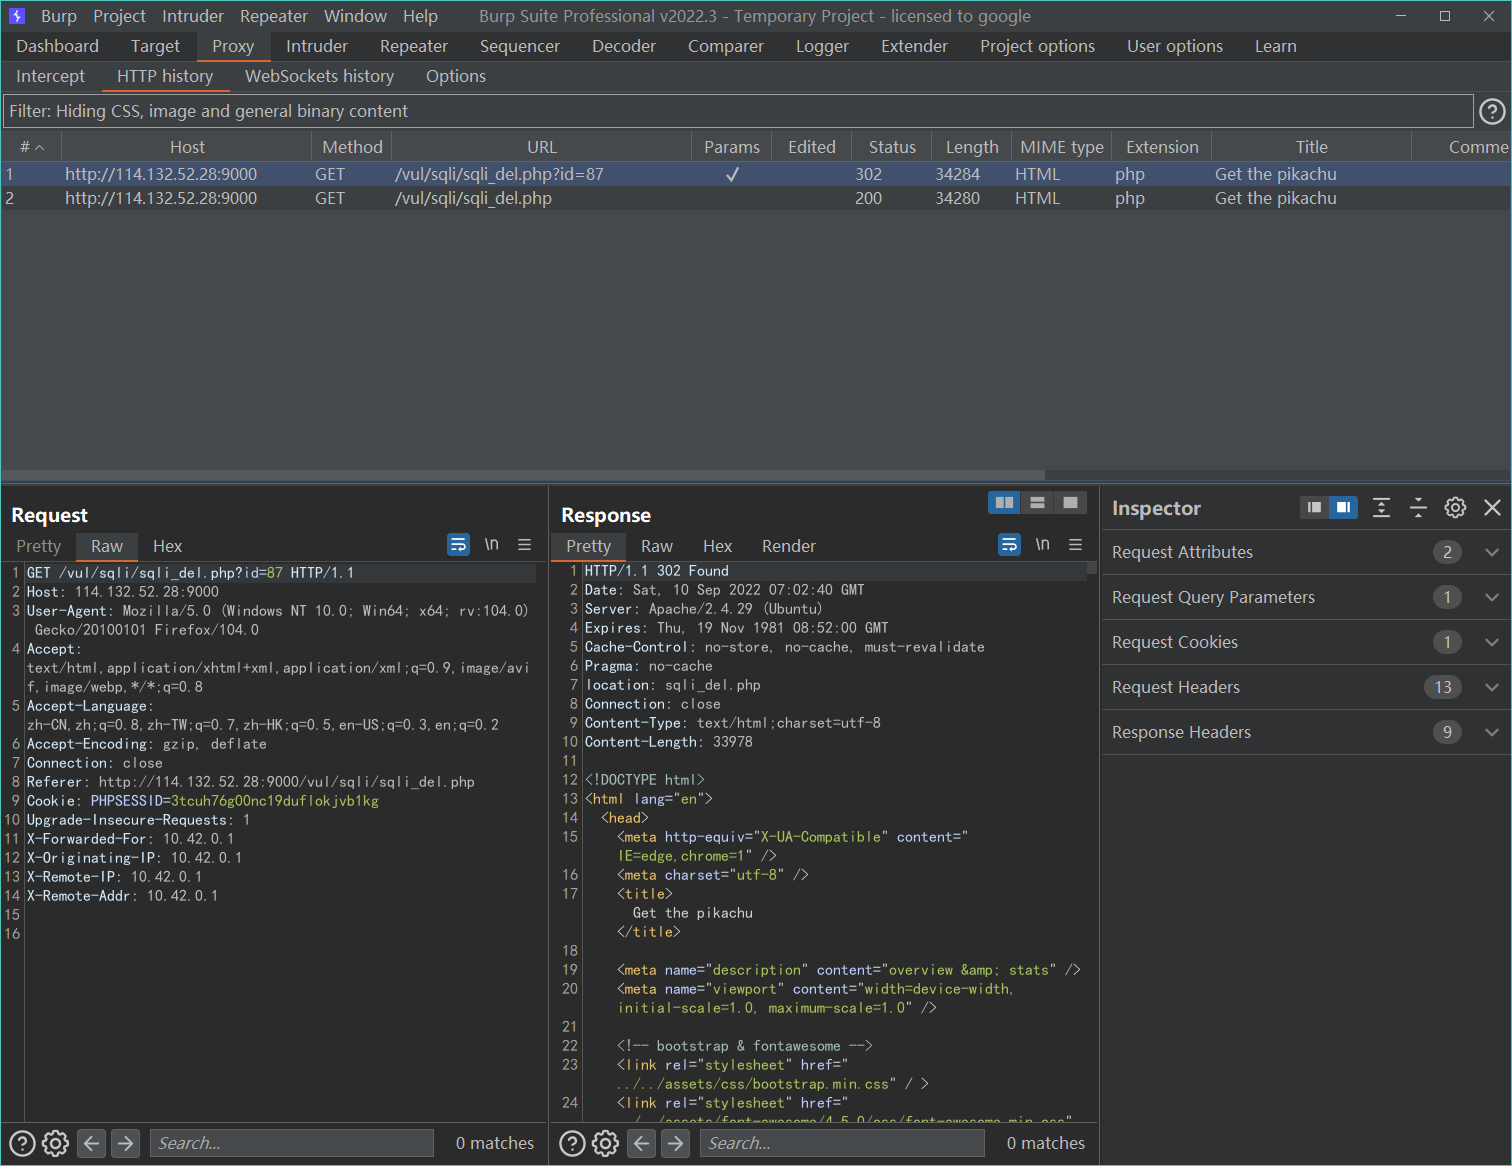 Burp Project Intruder Repeater Window Help Burp Suite Professional v2022.3 - Temporary Project - licensed to google
Dashboard Target Proxy Intruder Repeater Sequencer Decoder Comparer Logger Extender Project options User options Learn
Intercept HTTP history WebSockets history Options
Filter: Hiding CSS, image and general binary content
# Host Method URL Params Edited Status Length MIME type Extension Title Comme
1 http://114.132.52.28:9000 GET /vul/sqli/sqli_del.php?id=87 ✓ 302 34284 HTML php Get the pikachu
2 http://114.132.52.28:9000 GET /vul/sqli/sqli_del.php 200 34280 HTML php Get the pikachu
Request
Pretty Raw Hex \n
1 GET /vul/sqli/sqli_del.php?id=87 HTTP/1.1
2 Host: 114.132.52.28:9000
3 User-Agent: Mozilla/5.0 (Windows NT 10.0; Win64; x64; rv:104.0)
Gecko/20100101 Firefox/104.0
4 Accept:
text/html,application/xhtml+xml,application/xml;q=0.9,image/avi
f,image/webp,*/*;q=0.8
5 Accept-Language:
zh-CN,zh;q=0.8,zh-TW;q=0.7,zh-HK;q=0.5,en-US;q=0.3,en;q=0.2
6 Accept-Encoding: gzip, deflate
7 Connection: close
8 Referer: http://114.132.52.28:9000/vul/sqli/sqli_del.php
9 Cookie: PHPSESSID=3tcuh76g00nc19duflokjvb1kg
10 Upgrade-Insecure-Requests: 1
11 X-Forwarded-For: 10.42.0.1
12 X-Originating-IP: 10.42.0.1
13 X-Remote-IP: 10.42.0.1
14 X-Remote-Addr: 10.42.0.1
15
16
Search... 0 matches
Response
Pretty Raw Hex Render \n
1 HTTP/1.1 302 Found
2 Date: Sat, 10 Sep 2022 07:02:40 GMT
3 Server: Apache/2.4.29 (Ubuntu)
4 Expires: Thu, 19 Nov 1981 08:52:00 GMT
5 Cache-Control: no-store, no-cache, must-revalidate
6 Pragma: no-cache
7 location: sqli_del.php
8 Connection: close
9 Content-Type: text/html;charset=utf-8
10 Content-Length: 33978
11
12 <!DOCTYPE html>
13 <html lang="en">
14 <head>
15 <meta http-equiv="X-UA-Compatible" content="
IE=edge,chrome=1" />
16 <meta charset="utf-8" />
17 <title>
Get the pikachu
</title>
18
19 <meta name="description" content="overview &amp; stats" />
20 <meta name="viewport" content="width=device-width,
initial-scale=1.0, maximum-scale=1.0" />
21
22 <!-- bootstrap & fontawesome -->
23 <link rel="stylesheet" href="
../../assets/css/bootstrap.min.css" / >
24 <link rel="stylesheet" href="
../../assets/font-awesome/4.5.0/css/font-awesome.min.css"
Search... 0 matches
Inspector
Request Attributes 2
Request Query Parameters 1
Request Cookies 1
Request Headers 13
Response Headers 9